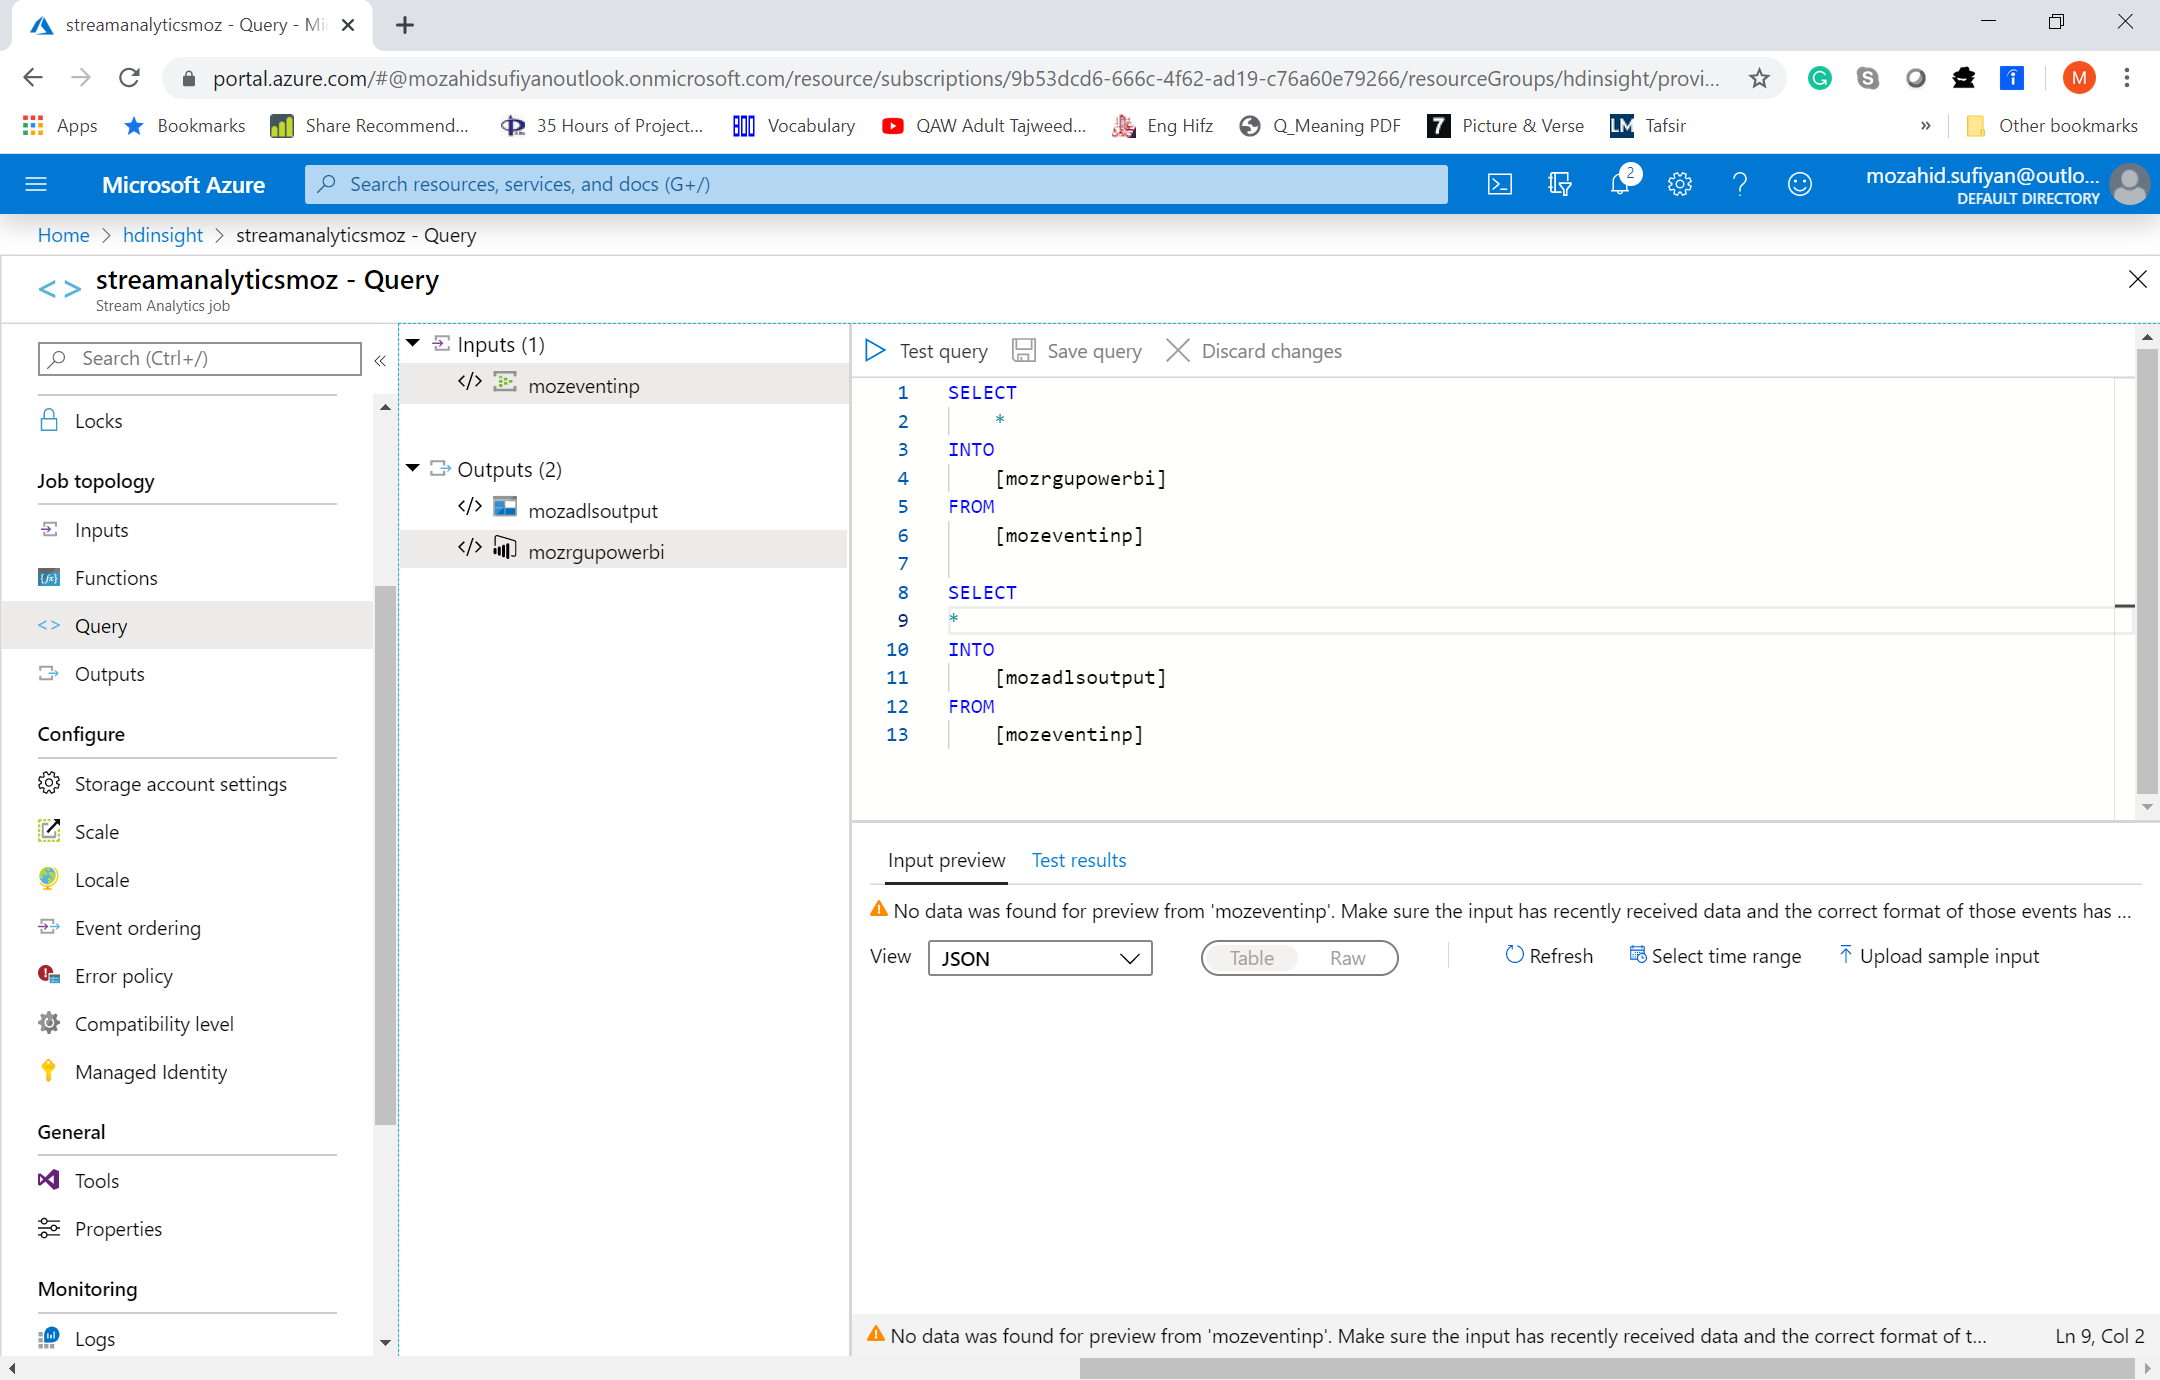 streamanalyticsmoz - Query - Mi
portal.azure.com/#@mozahidsufiyanoutlook.onmicrosoft.com/resource/subscriptions/9b53dcd6-666c-4f62-ad19-c76a60e79266/resourceGroups/hdinsight/provi...
M
Apps Bookmarks Share Recommend... 35 Hours of Project... Vocabulary QAW Adult Tajweed... Eng Hifz Q_Meaning PDF 7 Picture & Verse LM Tafsir » Other bookmarks
Microsoft Azure
Search resources, services, and docs (G+/)
2
mozahid.sufiyan@outlo...
DEFAULT DIRECTORY
Home > hdinsight > streamanalyticsmoz - Query
streamanalyticsmoz - Query
Stream Analytics job
Search (Ctrl+/)
«
Locks
Job topology
Inputs
Functions
Query
Outputs
Configure
Storage account settings
Scale
Locale
Event ordering
Error policy
Compatibility level
Managed Identity
General
Tools
Properties
Monitoring
Logs
Inputs (1)
</> mozeventinp
Outputs (2)
</> mozadlsoutput
</> mozrgupowerbi
Test query Save query Discard changes
1 SELECT
2 *
3 INTO
4 [mozrgupowerbi]
5 FROM
6 [mozeventinp]
7
8 SELECT
9 *
10 INTO
11 [mozadlsoutput]
12 FROM
13 [mozeventinp]
Input preview Test results
No data was found for preview from 'mozeventinp'. Make sure the input has recently received data and the correct format of those events has ...
View JSON Table Raw Refresh Select time range Upload sample input
No data was found for preview from 'mozeventinp'. Make sure the input has recently received data and the correct format of t... Ln 9, Col 2